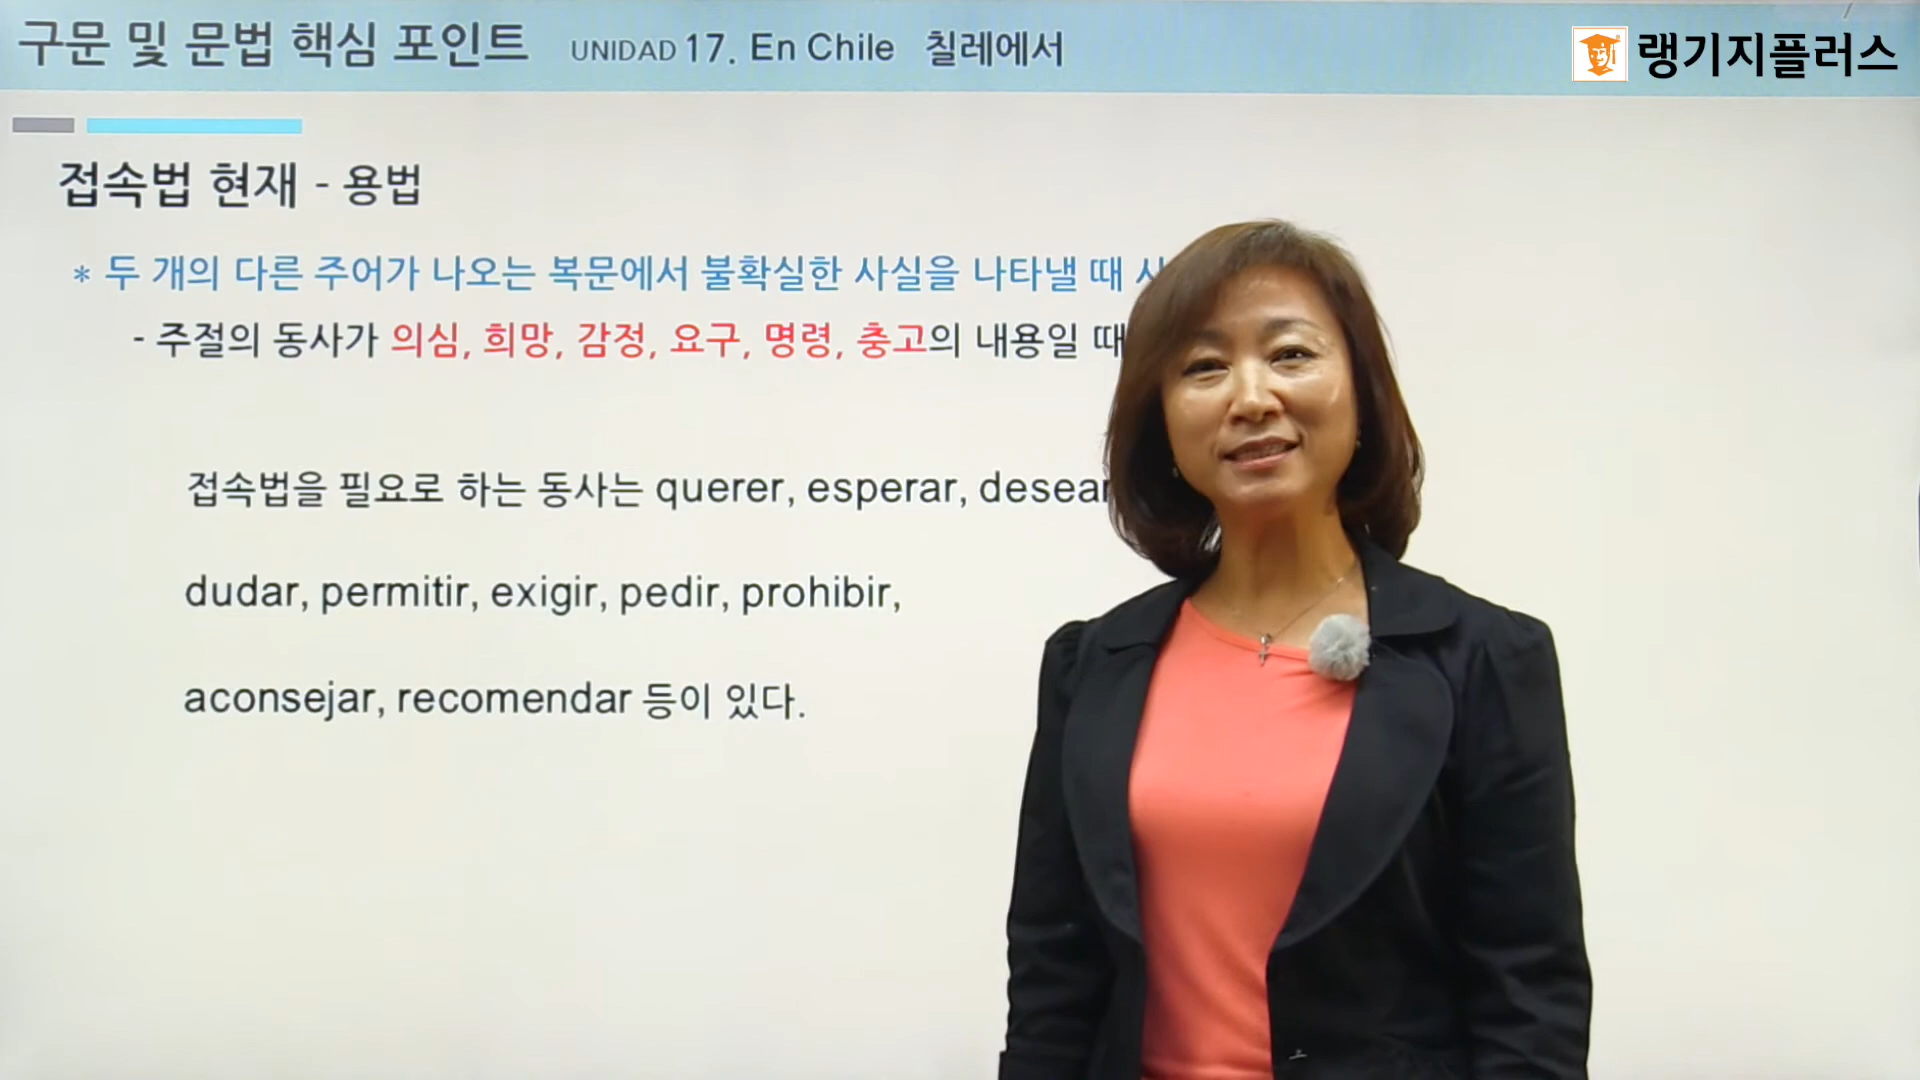 구문 및 문법 핵심 포인트 UNIDAD 17. En Chile 칠레에서
랭기지플러스
접속법 현재 - 용법
* 두 개의 다른 주어가 나오는 복문에서 불확실한 사실을 나타낼 때
- 주절의 동사가 의심, 희망, 감정, 요구, 명령, 충고의 내용일 때
접속법을 필요로 하는 동사는 querer, esperar, desear
dudar, permitir, exigir, pedir, prohibir,
aconsejar, recomendar 등이 있다.